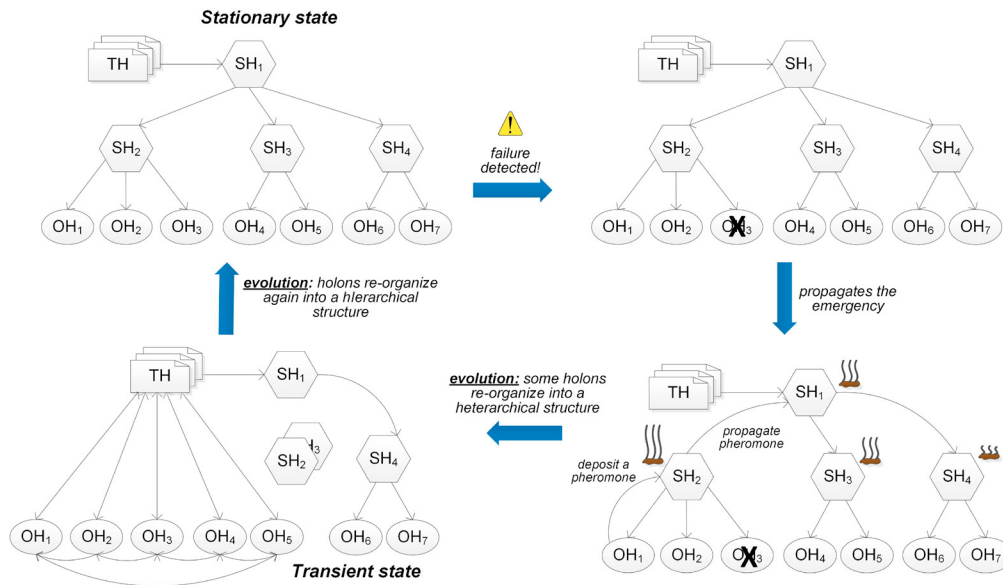 Stationary state
TH
SH1
SH2
SH3
SH4
OH1
OH2
OH3
OH4
OH5
OH6
OH7
failure
detected!
TH
SH1
SH2
SH3
SH4
OH1
OH2
OH3
X
OH4
OH5
OH6
OH7
propagates the
emergency
TH
SH1
propagate
pheromone
deposit a
pheromone
SH2
SH3
SH4
OH1
OH2
OH3
X
OH4
OH5
OH6
OH7
evolution: some holons
re-organize into a
heterarchical structure
TH
SH1
SH2
H3
SH4
OH1
OH2
OH3
OH4
OH5
OH6
OH7
Transient state
evolution: holons re-organize
again into a hierarchical
structure